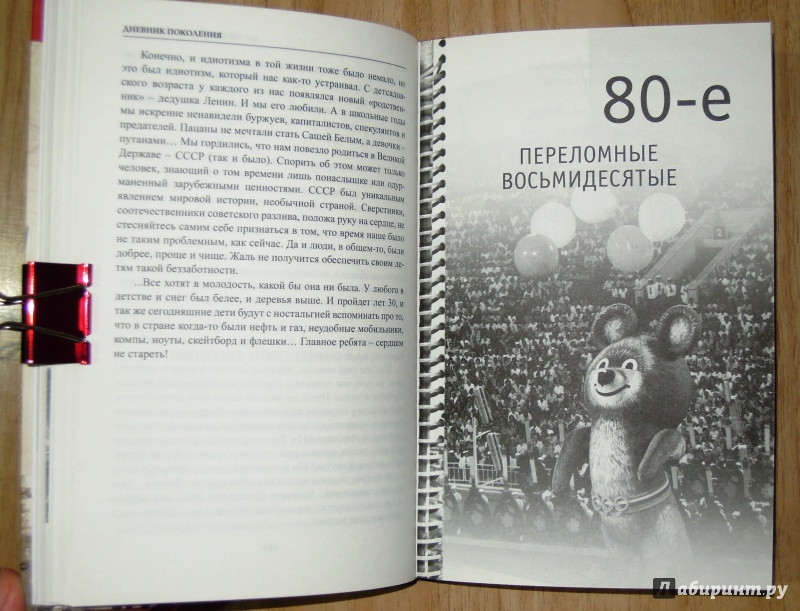 ДНЕВНИК ПОКОЛЕНИЯ
Конечно, и идиотизма в той жизни тоже было немало, но
это был идиотизм, который нас как-то устраивал. С детсадов-
ского возраста у каждого из нас появлялся новый «родствен-
ник» – дедушка Ленин. И мы его любили. А в школьные годы
мы искренне ненавидели буржуев, капиталистов, спекулянтов и
предателей. Пацаны не мечтали стать Сашей Белым, а девочки –
путанами… Мы гордились, что нам повезло родиться в Великой
Державе – СССР (так и было). Спорить об этом может только
человек, знающий о том времени лишь понаслышке или одур-
маненный зарубежными ценностями. СССР был уникальным
явлением мировой истории, необычной страной. Сверстники,
соотечественники советского разлива, положа руку на сердце, не
стесняйтесь самим себе признаться в том, что время наше было
не таким проблемным, как сейчас. Да и люди, в общем-то, были
добрее, проще и чище. Жаль не получится обеспечить своим де-
тям такой беззаботности.
...Все хотят в молодость, какой бы она ни была. У любого в
детстве и снег был белее, и деревья выше. И пройдет лет 30, и
так же сегодняшние дети будут с ностальгией вспоминать про то,
что в стране когда-то были нефть и газ, неудобные мобильники,
компы, ноуты, скейтборд и флешки… Главное ребята – сердцем
не стареть!
80-е
ПЕРЕЛОМНЫЕ
ВОСЬМИДЕСЯТЫЕ
Лабиринт.ру